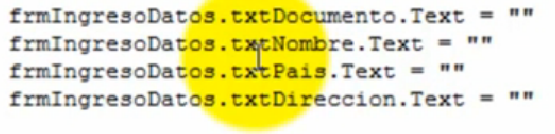 frmIngresoDatos.txtDocumento.Text = ""
frmIngresoDatos.txtNombre.Text = ""
frmIngresoDatos.txtPais.Text = ""
frmIngresoDatos.txtDireccion.Text = ""